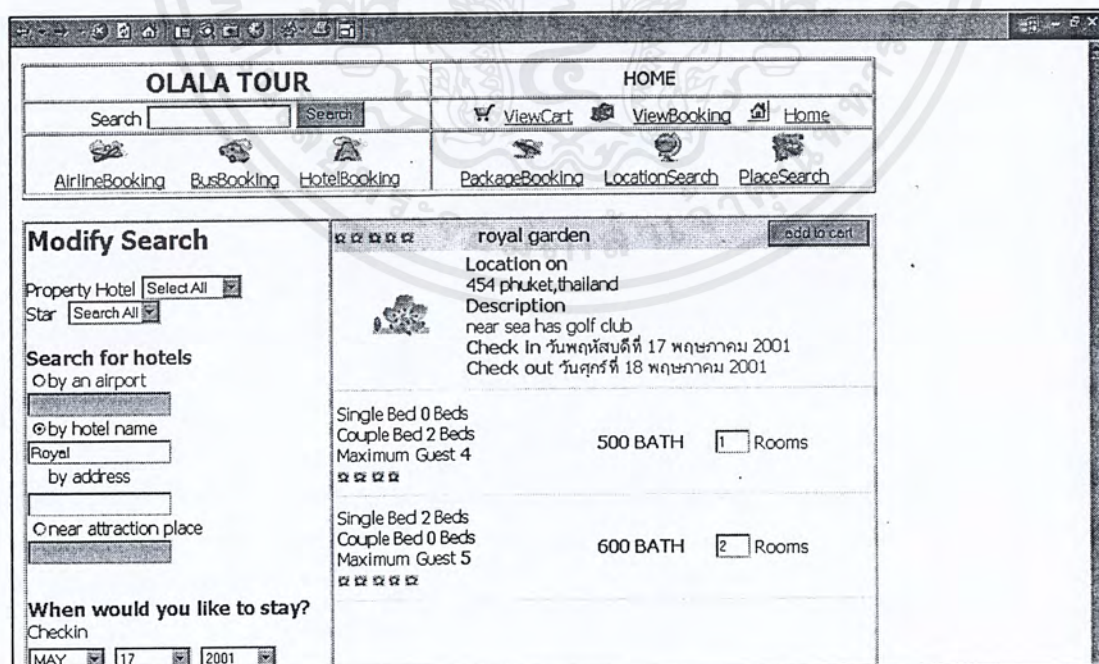 OLALA TOUR
HOME
Search
Search
ViewCart
ViewBooking
Home
AirlineBooking
BusBooking
HotelBooking
PackageBooking
LocationSearch
PlaceSearch
Modify Search
Property Hotel Select All
Star Search All
Search for hotels
by an airport
by hotel name
Royal
by address
near attraction place
When would you like to stay?
Checkin
MAY 17 2001
royal garden
add to cart
Location on
454 phuket,thailand
Description
near sea has golf club
Check in วันพฤหัสบดีที่ 17 พฤษภาคม 2001
Check out วันศุกร์ที่ 18 พฤษภาคม 2001
Single Bed 0 Beds
Couple Bed 2 Beds
Maximum Guest 4
500 BATH 1 Rooms
Single Bed 2 Beds
Couple Bed 0 Beds
Maximum Guest 5
600 BATH 2 Rooms